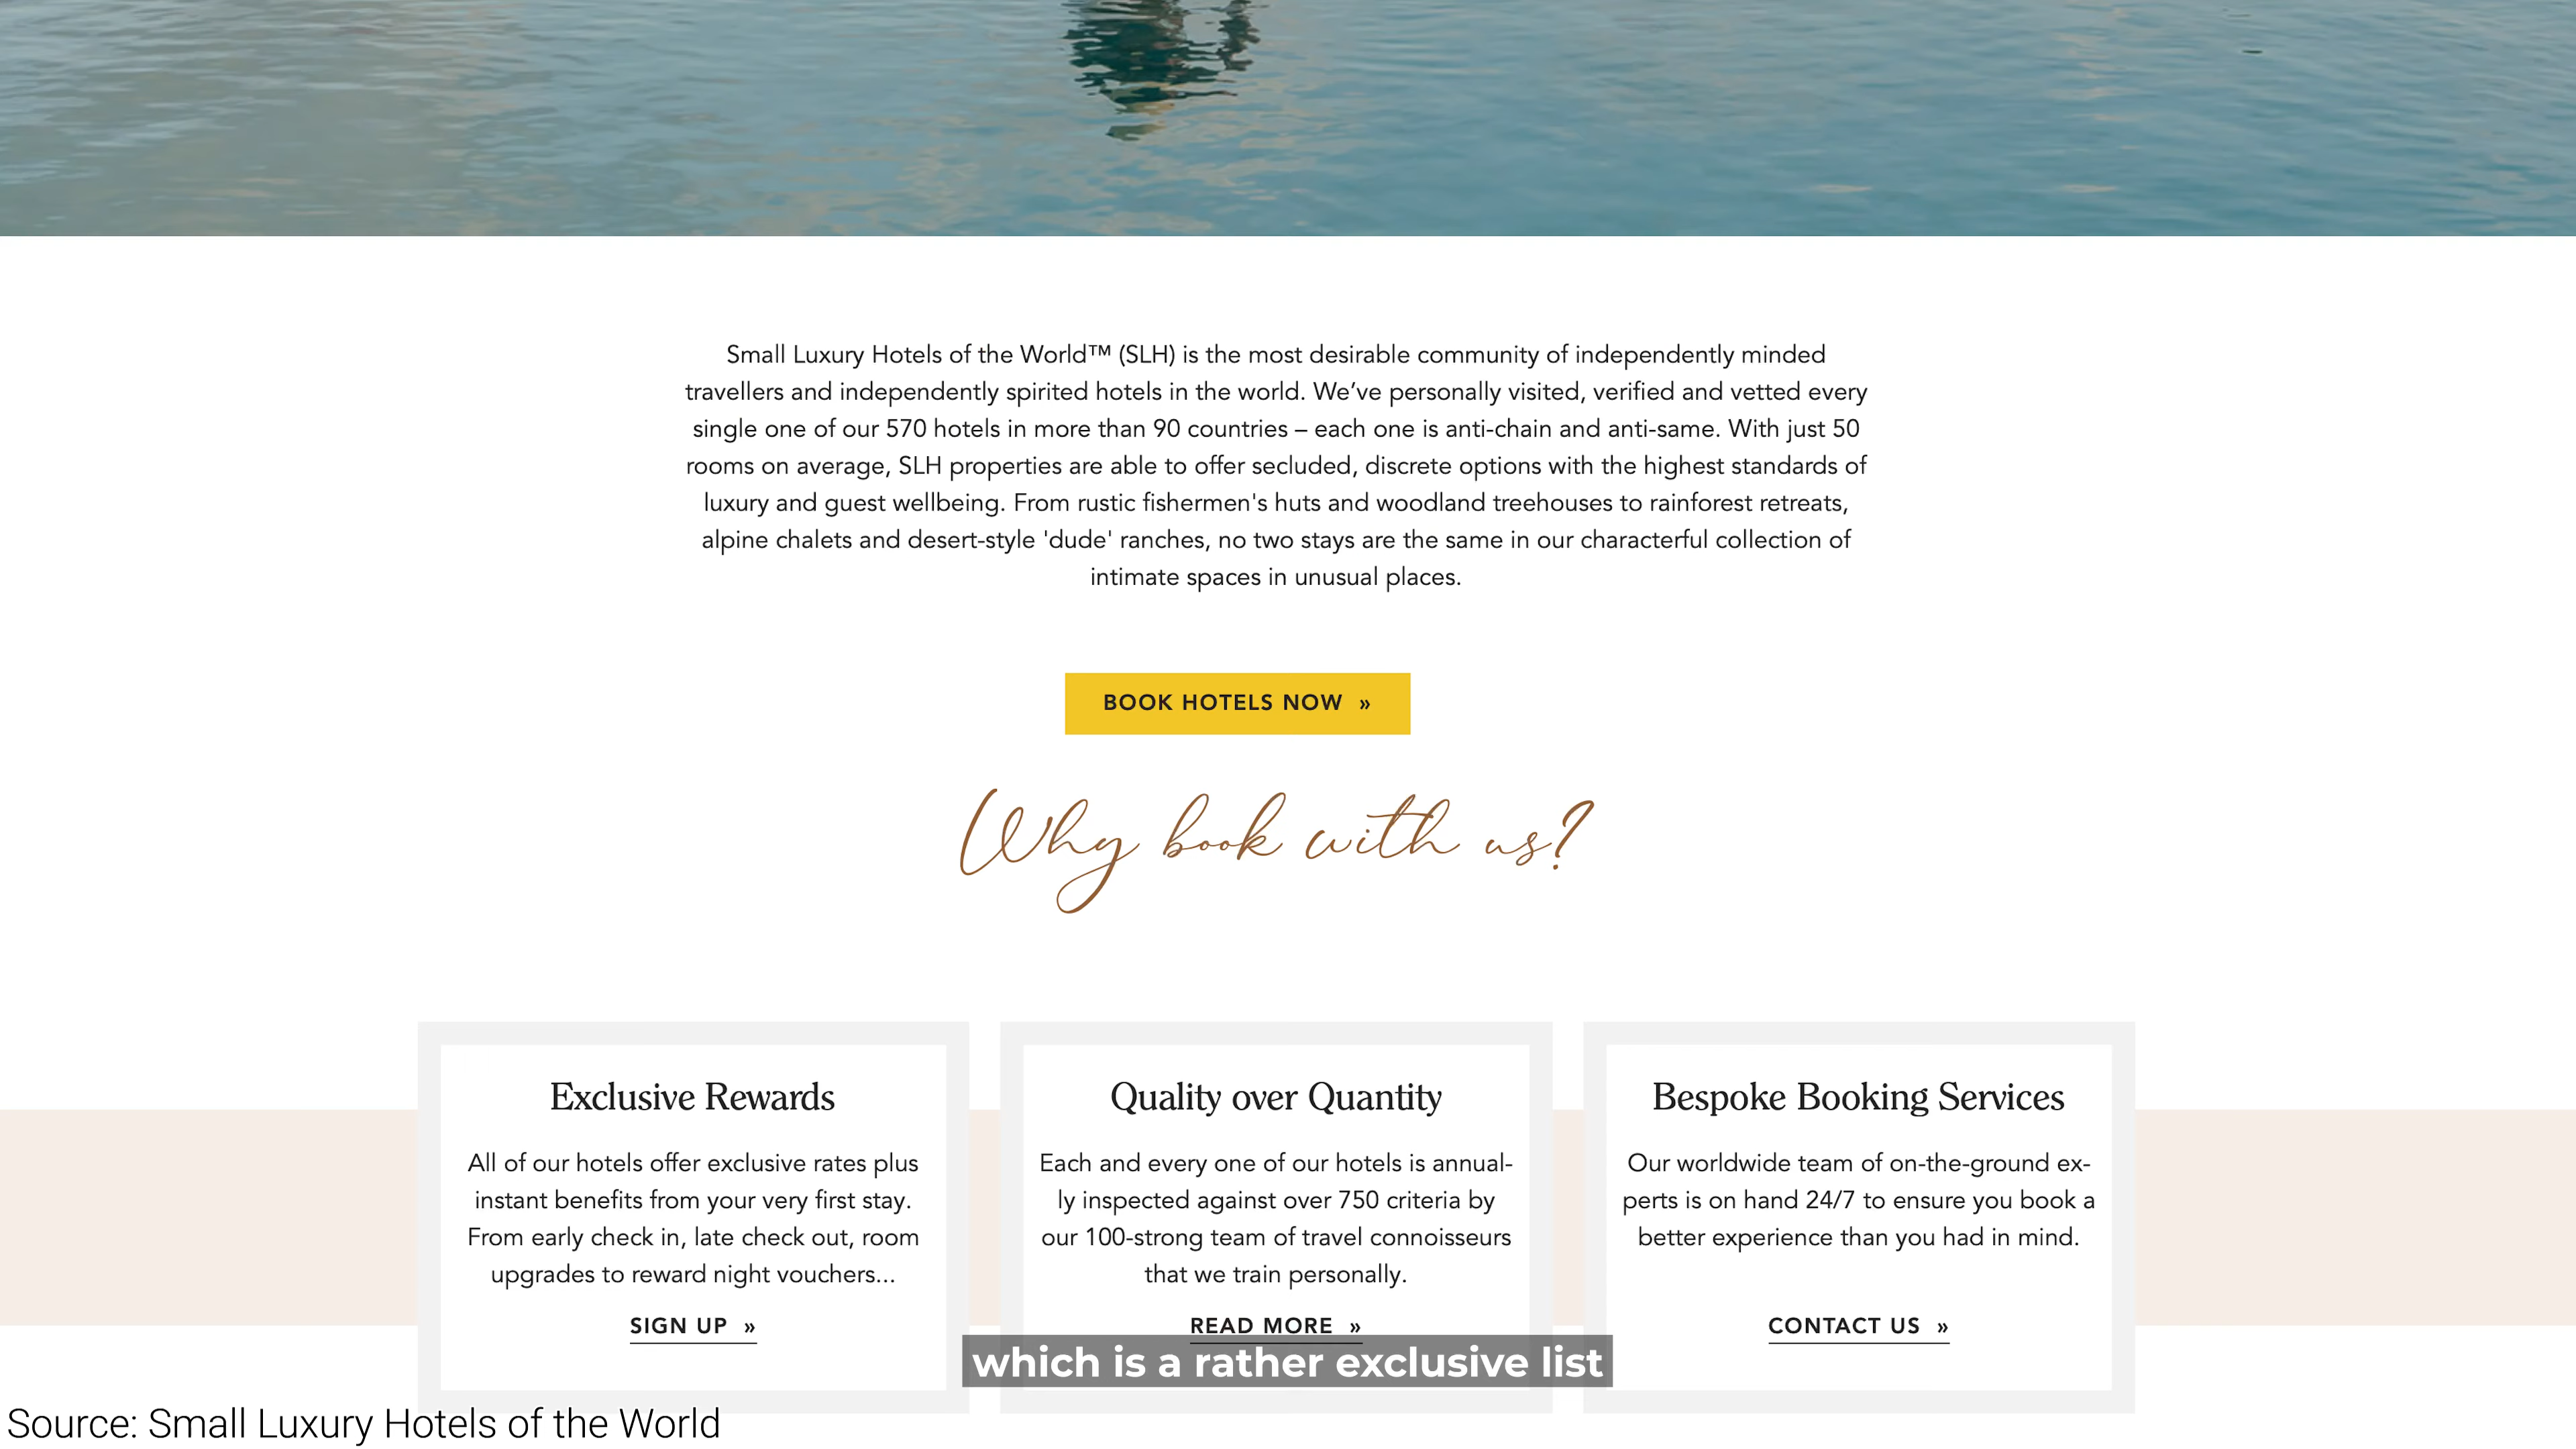 Small Luxury Hotels of the World™ (SLH) is the most desirable community of independently minded
travellers and independently spirited hotels in the world. We’ve personally visited, verified and vetted every
single one of our 570 hotels in more than 90 countries – each one is anti-chain and anti-same. With just 50
rooms on average, SLH properties are able to offer secluded, discrete options with the highest standards of
luxury and guest wellbeing. From rustic fishermen's huts and woodland treehouses to rainforest retreats,
alpine chalets and desert-style 'dude' ranches, no two stays are the same in our characterful collection of
intimate spaces in unusual places.
BOOK HOTELS NOW »
Why book with us?
Exclusive Rewards
All of our hotels offer exclusive rates plus
instant benefits from your very first stay.
From early check in, late check out, room
upgrades to reward night vouchers...
SIGN UP »
Quality over Quantity
Each and every one of our hotels is annual-
ly inspected against over 750 criteria by
our 100-strong team of travel connoisseurs
that we train personally.
READ MORE »
Bespoke Booking Services
Our worldwide team of on-the-ground ex-
perts is on hand 24/7 to ensure you book a
better experience than you had in mind.
CONTACT US »
which is a rather exclusive list
Source: Small Luxury Hotels of the World